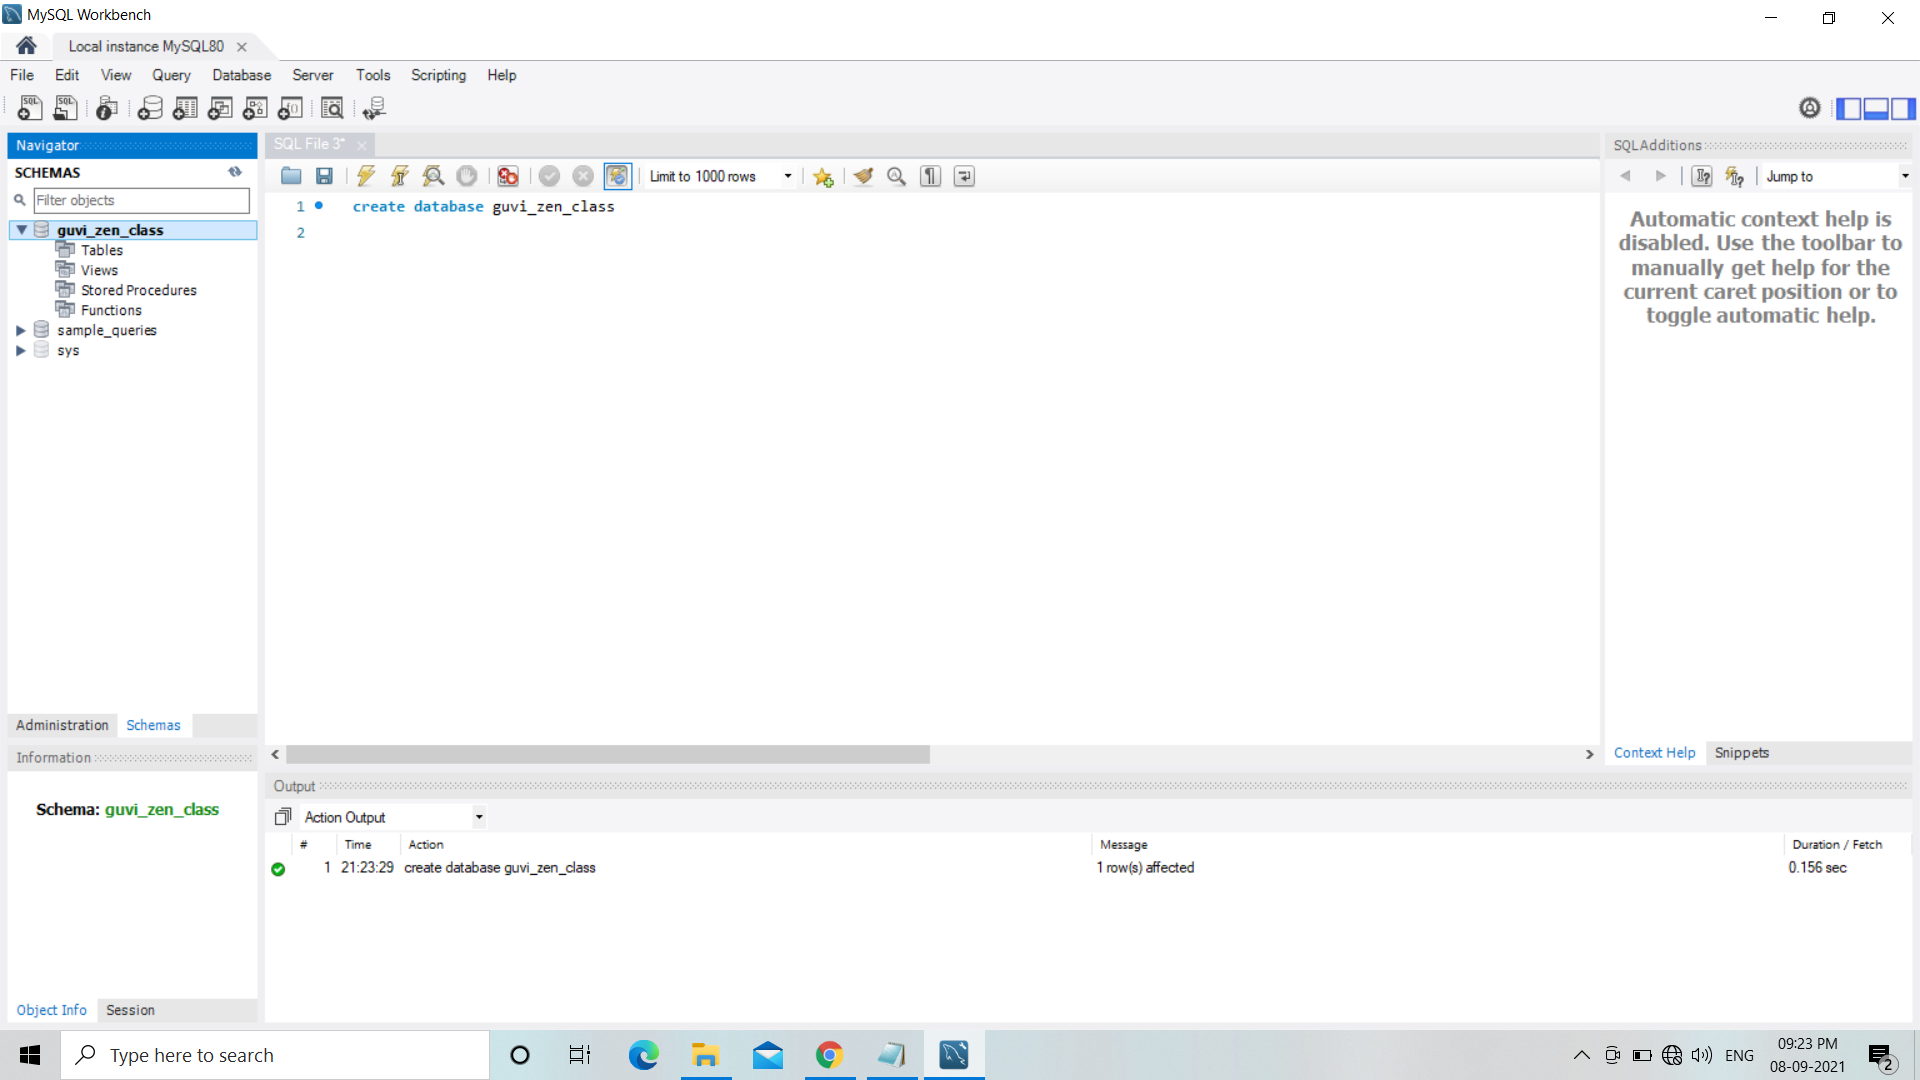 MySQL Workbench
Local instance MySQL80
File Edit View Query Database Server Tools Scripting Help
Navigator
SCHEMAS
Filter objects
guvi_zen_class
Tables
Views
Stored Procedures
Functions
sample_queries
sys
Administration Schemas
Information
Schema: guvi_zen_class
Object Info Session
SQL File 3*
Limit to 1000 rows
1 create database guvi_zen_class
2
Output
Action Output
# Time Action Message Duration / Fetch
1 21:23:29 create database guvi_zen_class 1 row(s) affected 0.156 sec
SQLAdditions
Jump to
Automatic context help is
disabled. Use the toolbar to
manually get help for the
current caret position or to
toggle automatic help.
Context Help Snippets
Type here to search
ENG
09:23 PM
08-09-2021
2